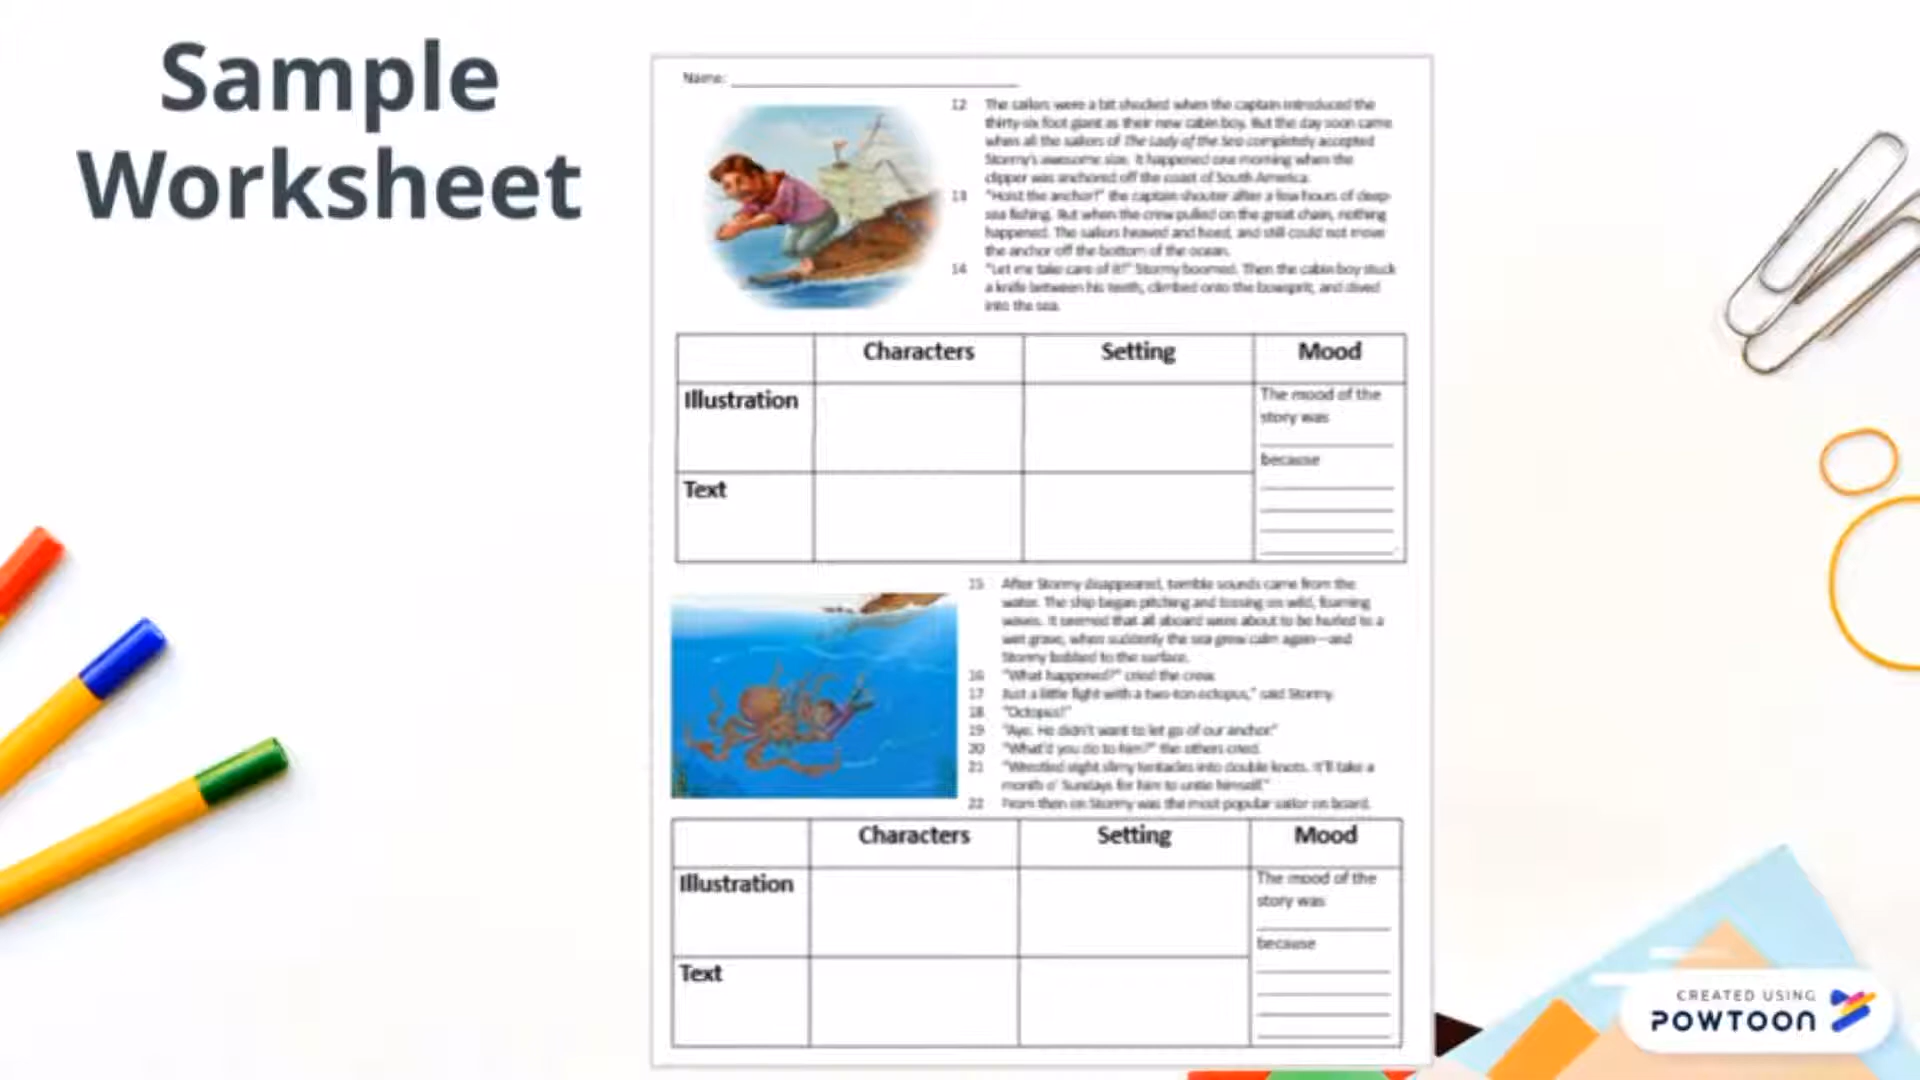 Sample
Worksheet
Name:
12 The sailors were a bit shocked when the captain introduced the
thirty-six foot giant as their new cabin boy. But the day soon came
when all the sailors of The Lady of the Sea completely accepted
Stormy's awesome size. It happened one morning when the
clipper was anchored off the coast of South America.
13 "Hoist the anchor!" the captain shouter after a few hours of deep-
sea fishing. But when the crew pulled on the great chain, nothing
happened. The sailors heaved and hoed, and still could not move
the anchor off the bottom of the ocean.
14 "Let me take care of it!" Stormy boomed. Then the cabin boy stuck
a knife between his teeth, climbed onto the bowsprit, and dived
into the sea.
Characters Setting Mood
Illustration
The mood of the
story was
because
Text
15 After Stormy disappeared, terrible sounds came from the
water. The ship began pitching and tossing on wild, foaming
waves. It seemed that all aboard were about to be hurled to a
wet grave, when suddenly the sea grew calm again—and
Stormy bobbed to the surface.
16 "What happened?" cried the crew.
17 Just a little fight with a two-ton octopus," said Stormy.
18 "Octopus!"
19 "Aye. He didn't want to let go of our anchor."
20 "What'd you do to him?" the others cried.
21 "Wrestled eight slimy tentacles into double knots. It'll take a
month o' Sundays for him to untie himself."
22 From then on Stormy was the most popular sailor on board.
Characters Setting Mood
Illustration
The mood of the
story was
because
Text
CREATED USING
POWTOON